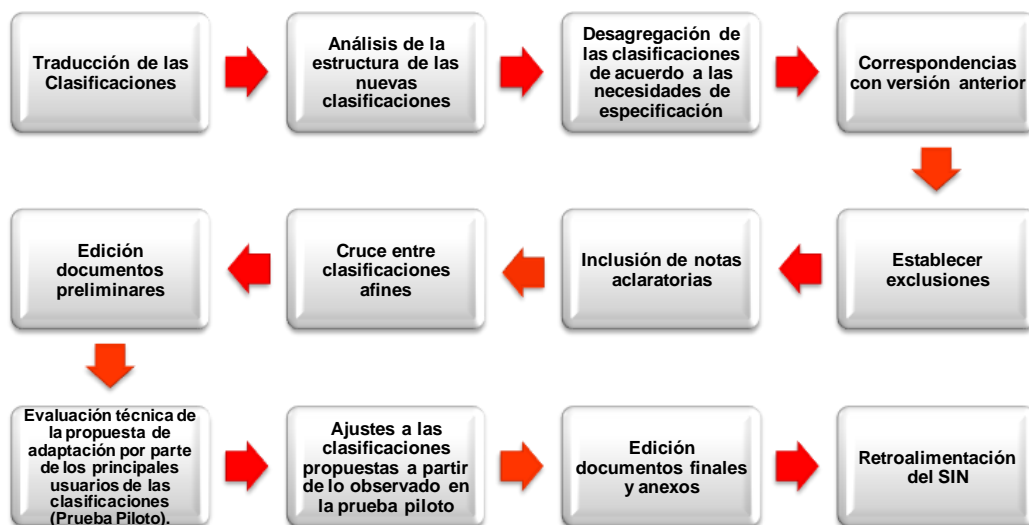 Traducción de las
Clasificaciones
Análisis de la
estructura de las
nuevas
clasificaciones
Desagregación de
las clasificaciones
de acuerdo a las
necesidades de
especificación
Correspondencias
con versión anterior
Establecer
exclusiones
Inclusión de notas
aclaratorias
Cruce entre
clasificaciones
afines
Edición
documentos
preliminares
Evaluación técnica de
la propuesta de
adaptación por parte
de los principales
usuarios de las
clasificaciones
(Prueba Piloto).
Ajustes a las
clasificaciones
propuestas a partir
de lo observado en
la prueba piloto
Edición
documentos finales
y anexos
Retroalimentación
del SIN